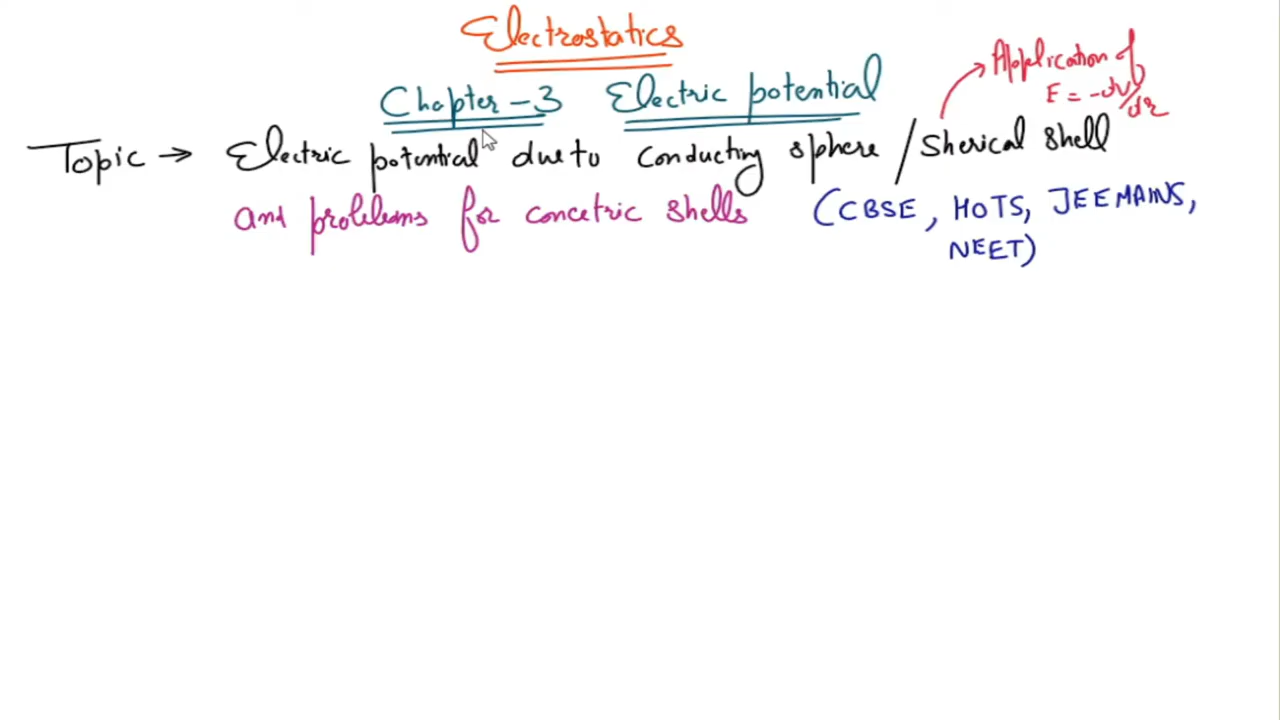 Electrostatics
Chapter-3 Electric potential
Application of
E = -dv/dr
Topic → Electric potential due to conducting sphere / Sherical shell
and problems for concetric shells (CBSE, HOTS, JEEMAINS,
NEET)